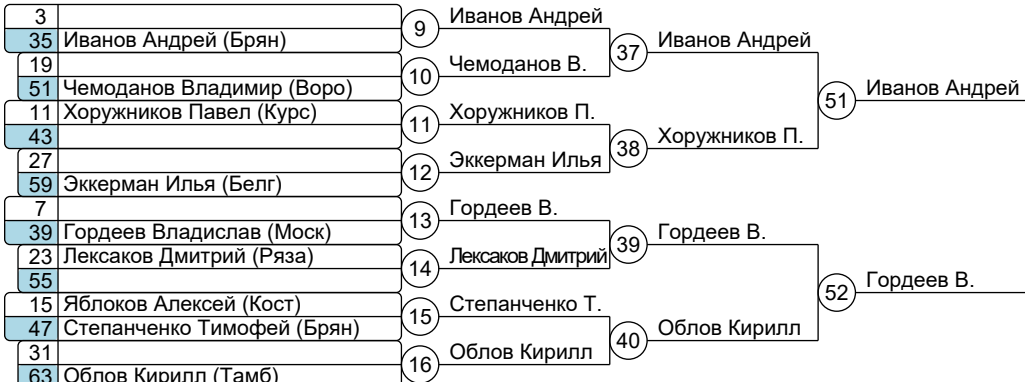 3
35 Иванов Андрей (Брян)
19
51 Чемоданов Владимир (Воро)
11 Хоружников Павел (Курс)
43
27
59 Эккерман Илья (Белг)
7
39 Гордеев Владислав (Моск)
23 Лексаков Дмитрий (Ряза)
55
15 Яблоков Алексей (Кост)
47 Степанченко Тимофей (Брян)
31
63 Облов Кирилл (Тамб)
9 Иванов Андрей
10 Чемоданов В.
11 Хоружников П.
12 Эккерман Илья
13 Гордеев В.
14 Лексаков Дмитрий
15 Степанченко Т.
16 Облов Кирилл
37 Иванов Андрей
38 Хоружников П.
39 Гордеев В.
40 Облов Кирилл
51 Иванов Андрей
52 Гордеев В.